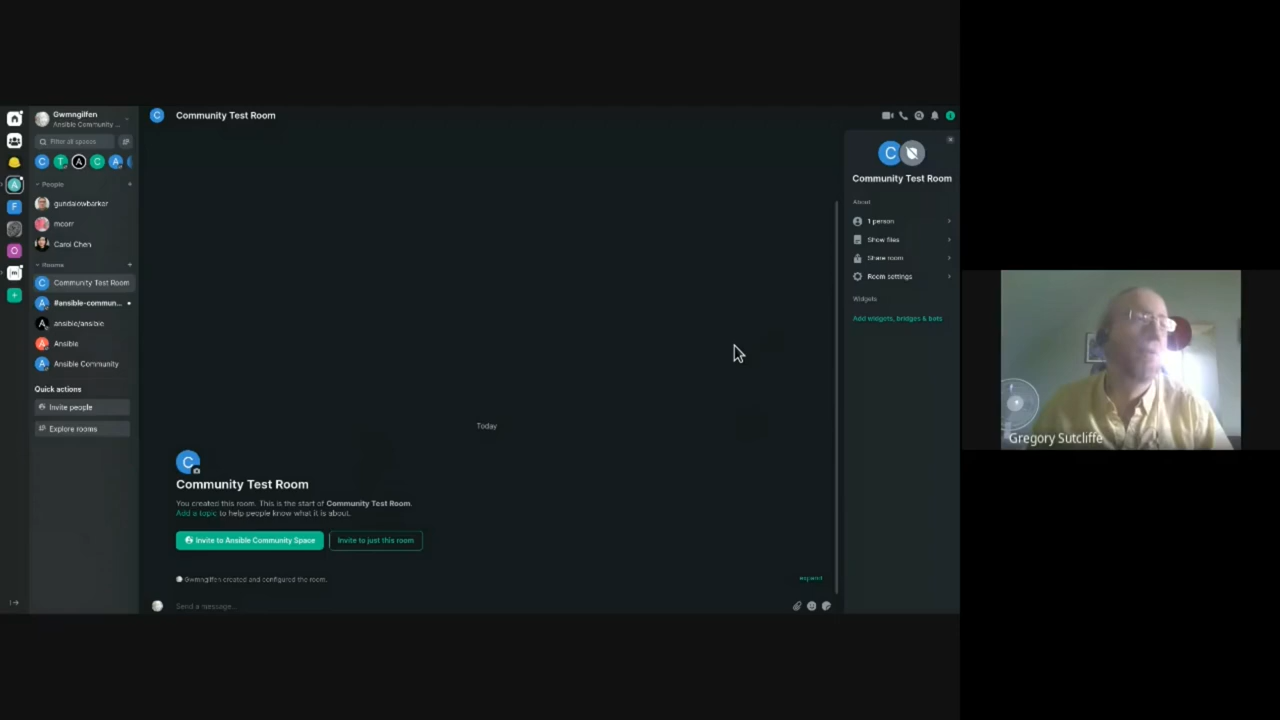 Gwmngilfen
Ansible Community ...
Filter all spaces
C T A C A
People
gundalowbarker
mcorr
Carol Chen
Rooms
C Community Test Room
A #ansible-commun...
A ansible/ansible
A Ansible
A Ansible Community
Quick actions
Invite people
Explore rooms
A
F
O
[m]
C Community Test Room
Today
C
Community Test Room
You created this room. This is the start of Community Test Room.
Add a topic to help people know what it is about.
Invite to Ansible Community Space
Invite to just this room
Gwmngilfen created and configured the room.
expand
Send a message...
C
Community Test Room
About
1 person
Show files
Share room
Room settings
Widgets
Add widgets, bridges & bots
Gregory Sutcliffe